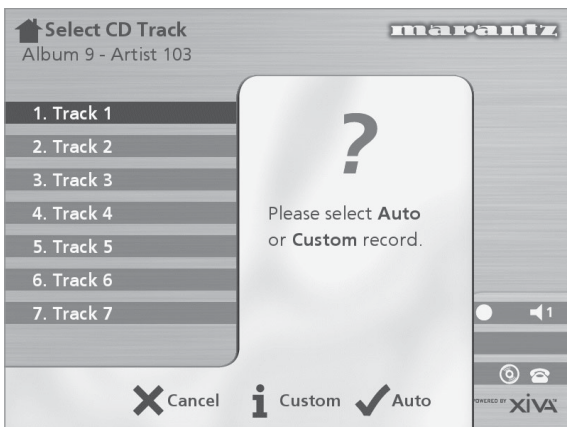 Select CD Track
marantz
Album 9 - Artist 103
1. Track 1
2. Track 2
3. Track 3
4. Track 4
5. Track 5
6. Track 6
7. Track 7
?
Please select Auto
or Custom record.
1
Cancel
i Custom
Auto
POWERED BY XiVA™